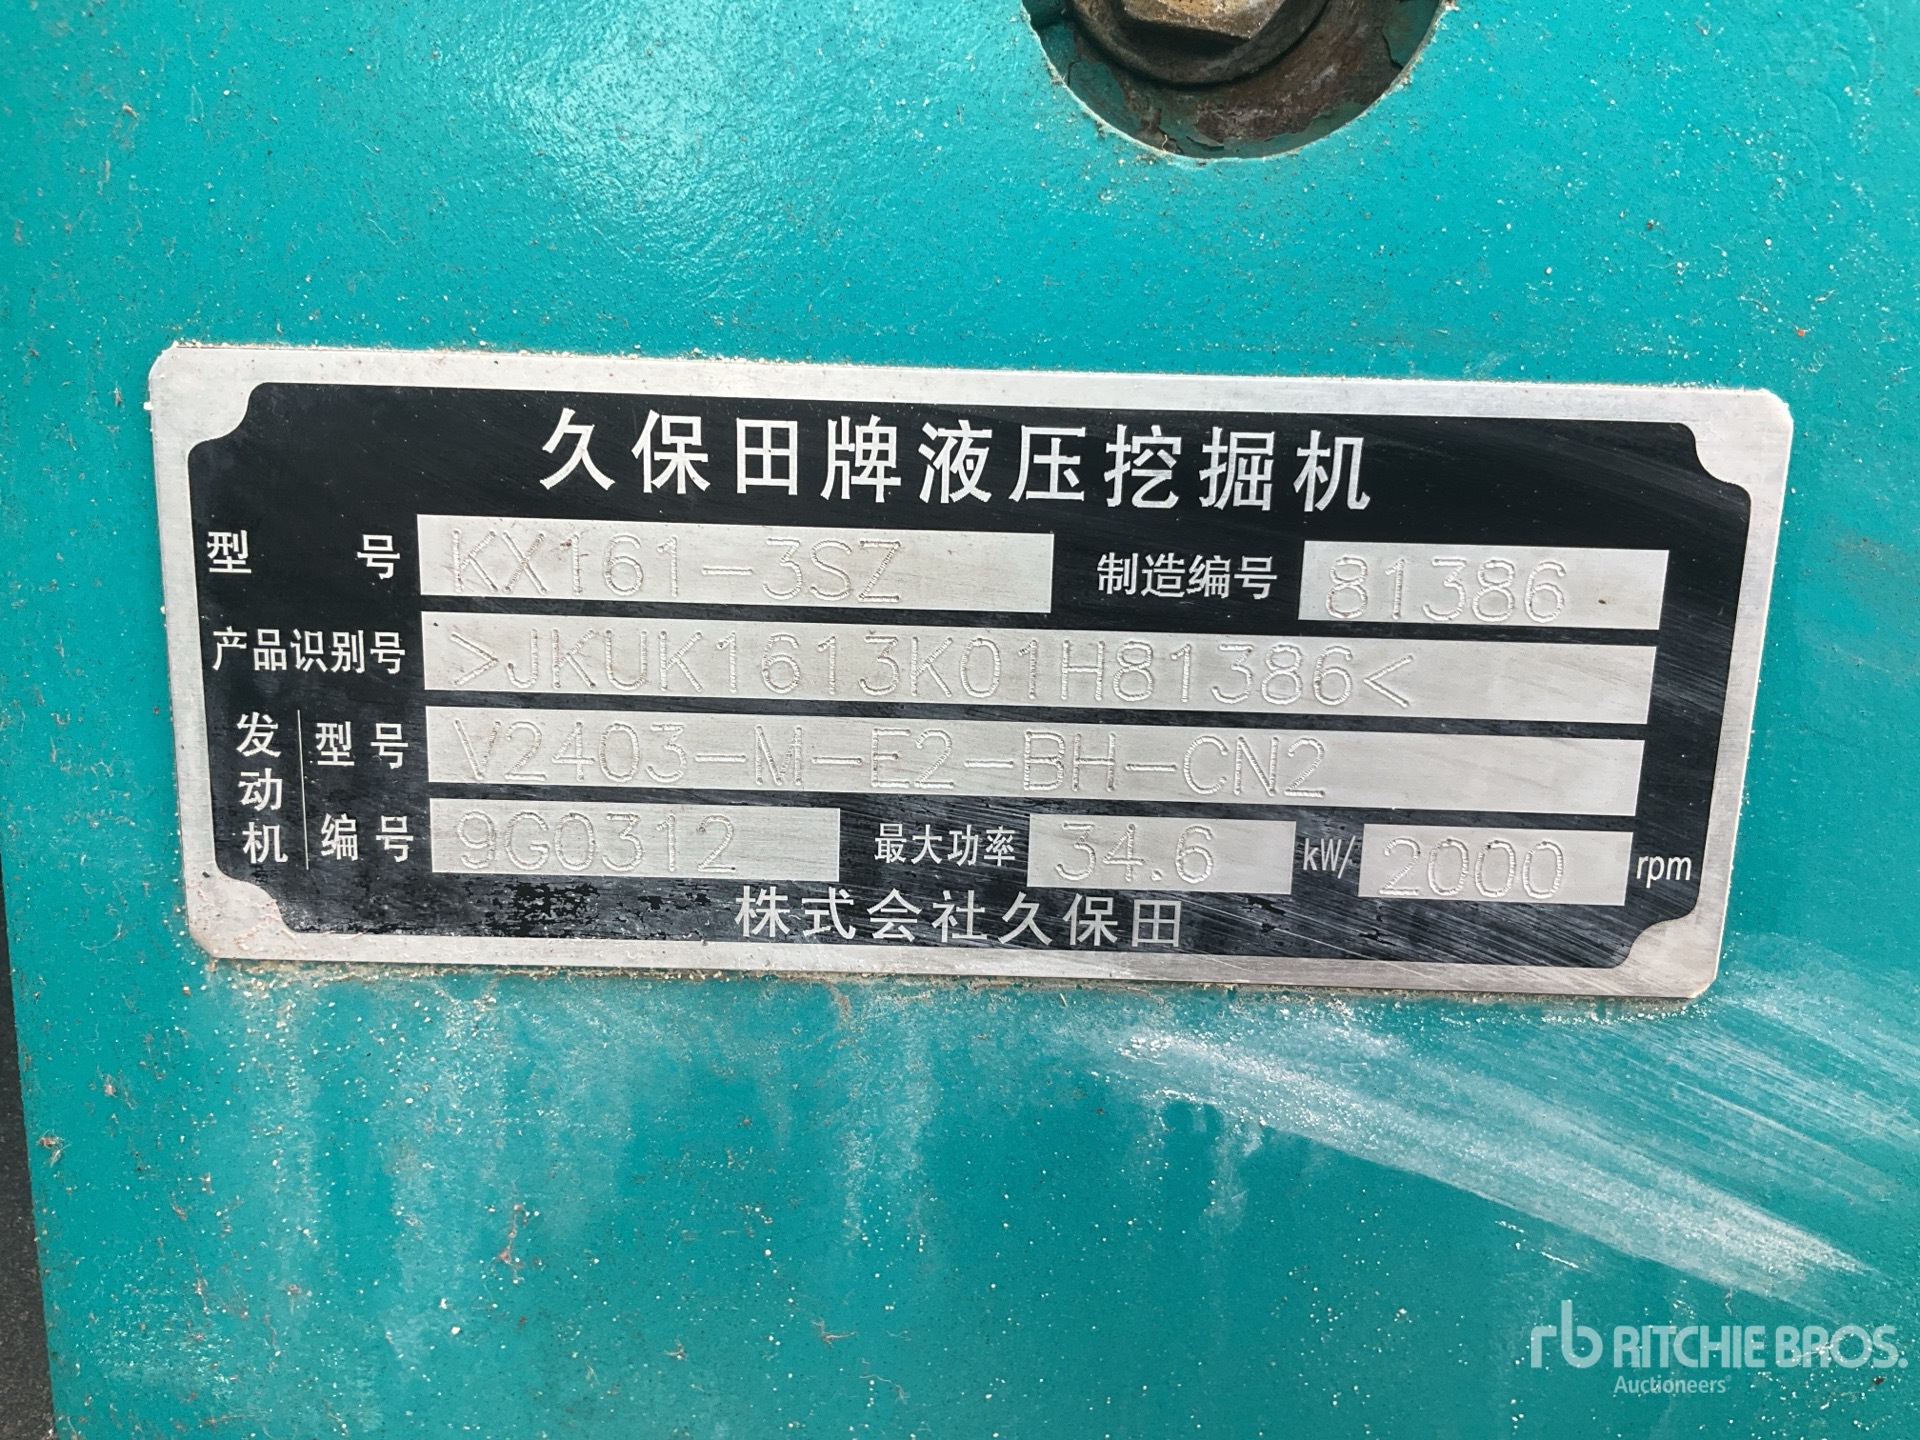 久保田牌液压挖掘机
型 号 KX161-3SZ 制造编号 81386
产品识别号 >JKUK1613K01H81386<
发动机 型号 V2403-M-E2-BH-CN2
编号 9G0312 最大功率 34.6 kW/ 2000 rpm
株式会社久保田
rb RITCHIE BROS.
Auctioneers